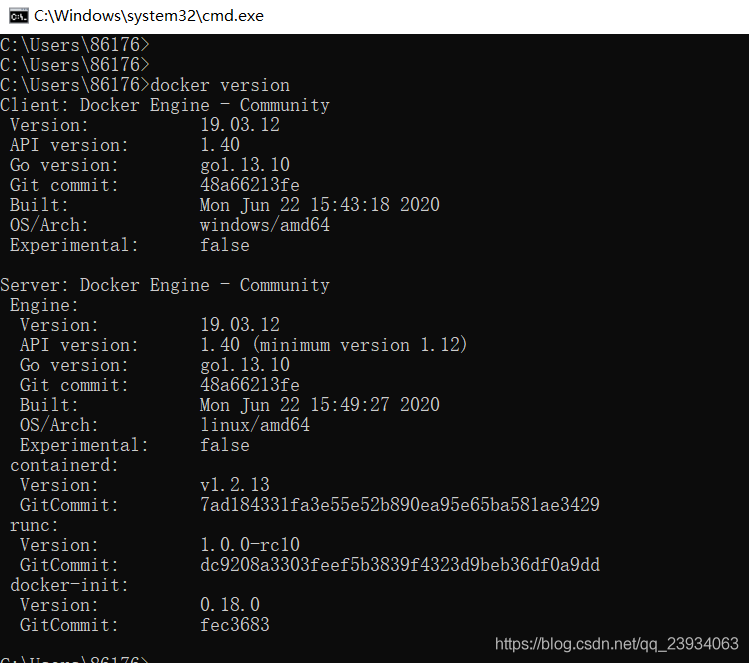 C:\Windows\system32\cmd.exe
C:\Users\86176>
C:\Users\86176>
C:\Users\86176>docker version
Client: Docker Engine - Community
Version: 19.03.12
API version: 1.40
Go version: go1.13.10
Git commit: 48a66213fe
Built: Mon Jun 22 15:43:18 2020
OS/Arch: windows/amd64
Experimental: false
Server: Docker Engine - Community
Engine:
Version: 19.03.12
API version: 1.40 (minimum version 1.12)
Go version: go1.13.10
Git commit: 48a66213fe
Built: Mon Jun 22 15:49:27 2020
OS/Arch: linux/amd64
Experimental: false
containerd:
Version: v1.2.13
GitCommit: 7ad184331fa3e55e52b890ea95e65ba581ae3429
runc:
Version: 1.0.0-rc10
GitCommit: dc9208a3303feef5b3839f4323d9beb36df0a9dd
docker-init:
Version: 0.18.0
GitCommit: fec3683
https://blog.csdn.net/qq_23934063
C:\Users\86176>